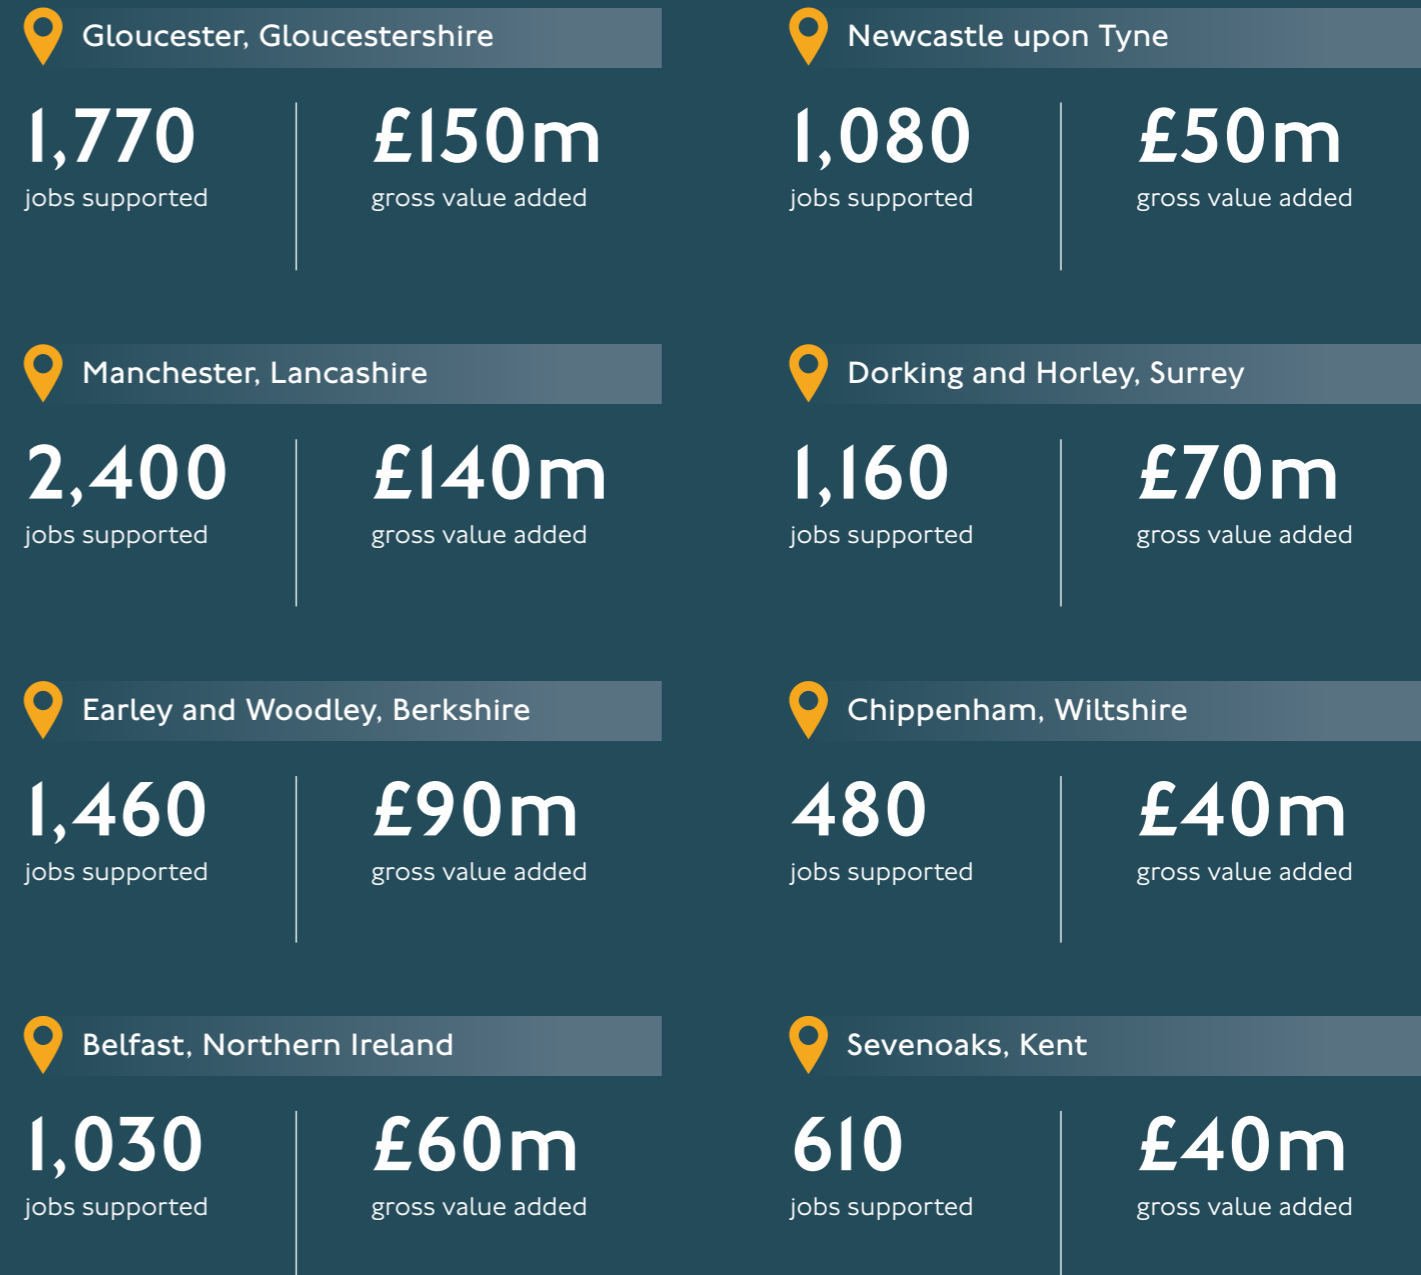 Gloucester, Gloucestershire
1,770
jobs supported
£150m
gross value added
Newcastle upon Tyne
1,080
jobs supported
£50m
gross value added
Manchester, Lancashire
2,400
jobs supported
£140m
gross value added
Dorking and Horley, Surrey
1,160
jobs supported
£70m
gross value added
Earley and Woodley, Berkshire
1,460
jobs supported
£90m
gross value added
Chippenham, Wiltshire
480
jobs supported
£40m
gross value added
Belfast, Northern Ireland
1,030
jobs supported
£60m
gross value added
Sevenoaks, Kent
610
jobs supported
£40m
gross value added